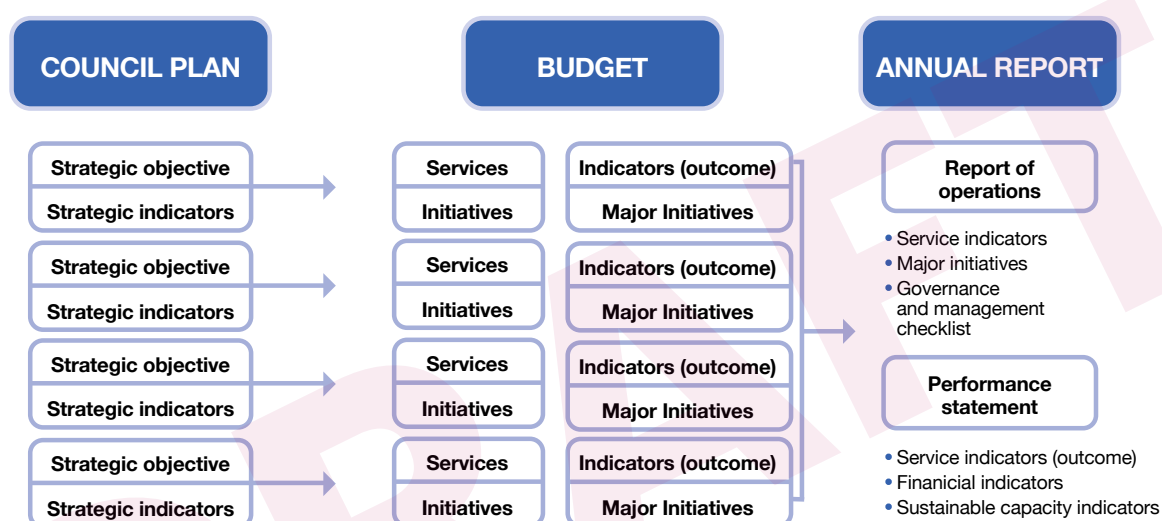 COUNCIL PLAN
BUDGET
ANNUAL REPORT
Strategic objective
Strategic indicators
Services
Initiatives
Indicators (outcome)
Major Initiatives
Strategic objective
Strategic indicators
Services
Initiatives
Indicators (outcome)
Major Initiatives
Strategic objective
Strategic indicators
Services
Initiatives
Indicators (outcome)
Major Initiatives
Strategic objective
Strategic indicators
Services
Initiatives
Indicators (outcome)
Major Initiatives
Report of
operations
• Service indicators
• Major initiatives
• Governance
and management
checklist
Performance
statement
• Service indicators (outcome)
• Finanicial indicators
• Sustainable capacity indicators
DRAFT